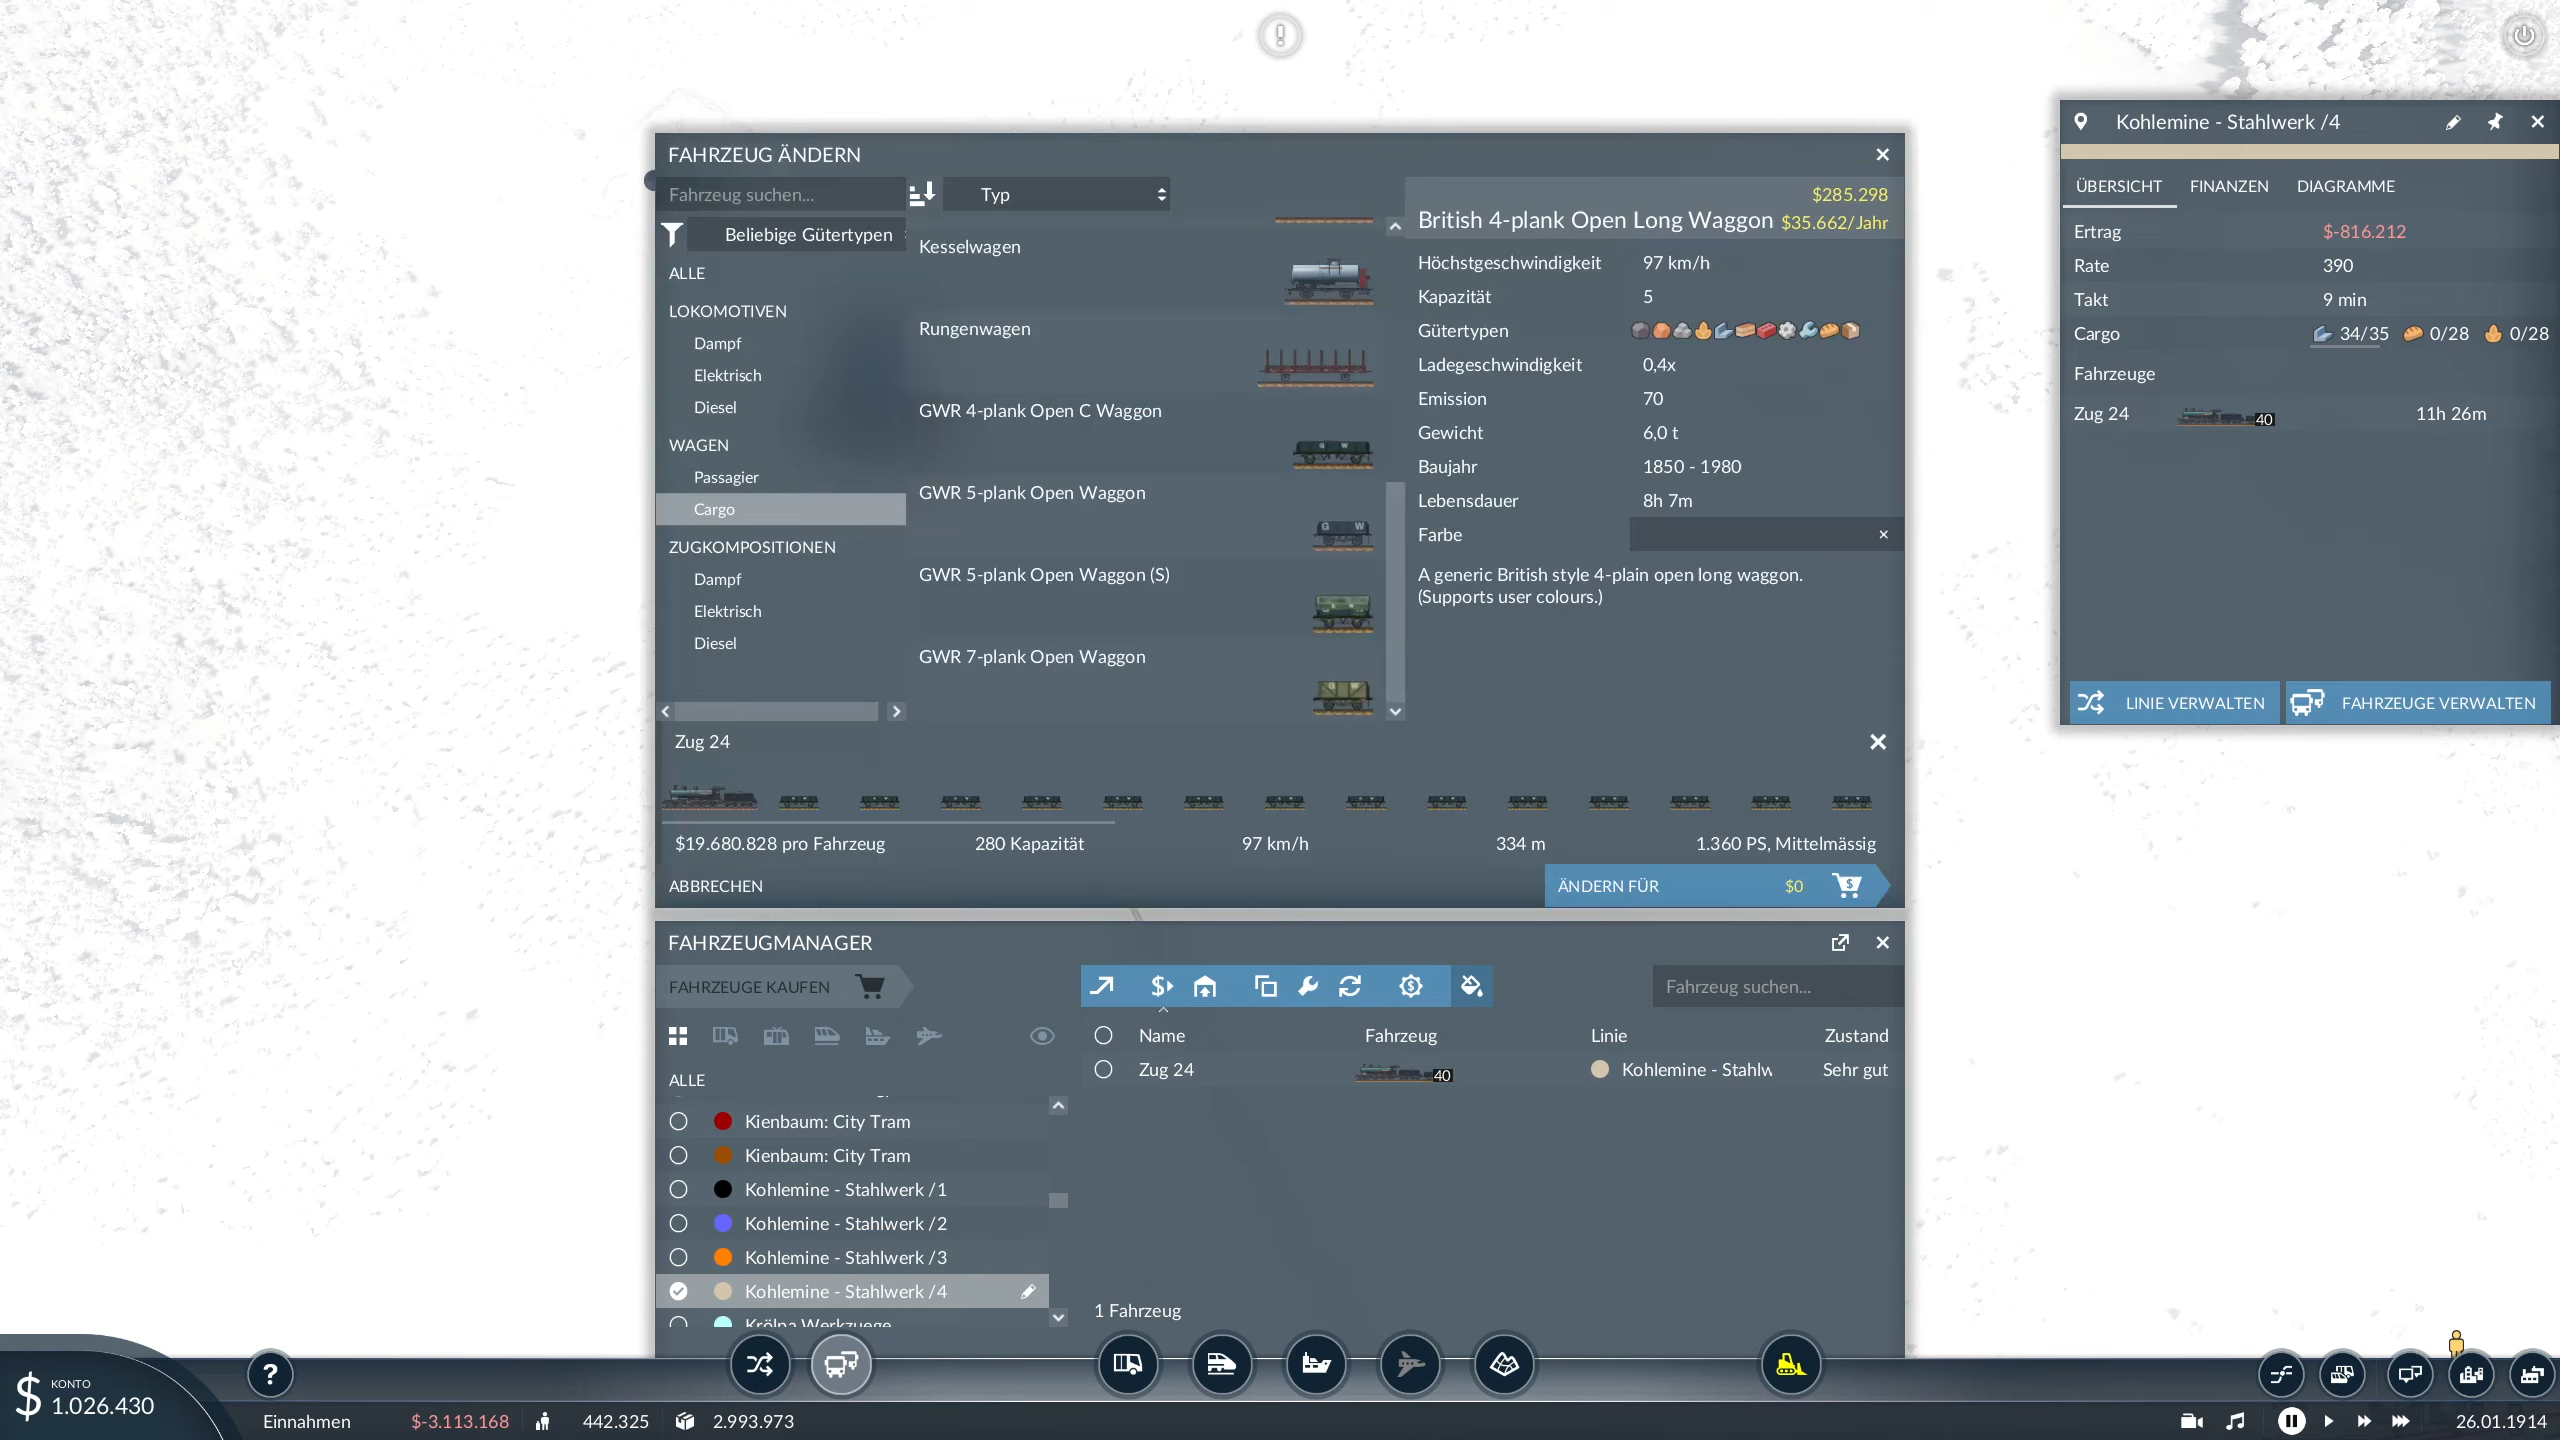 FAHRZEUG ÄNDERN
Fahrzeug suchen...
Typ
Beliebige Gütertypen
ALLE
LOKOMOTIVEN
Dampf
Elektrisch
Diesel
WAGEN
Passagier
Cargo
ZUGKOMPOSITIONEN
Dampf
Elektrisch
Diesel
Kesselwagen
Rungenwagen
GWR 4-plank Open C Waggon
GWR 5-plank Open Waggon
GWR 5-plank Open Waggon (S)
GWR 7-plank Open Waggon
$285.298
British 4-plank Open Long Waggon $35.662/Jahr
Höchstgeschwindigkeit 97 km/h
Kapazität 5
Gütertypen
Ladegeschwindigkeit 0,4x
Emission 70
Gewicht 6,0 t
Baujahr 1850 - 1980
Lebensdauer 8h 7m
Farbe
A generic British style 4-plain open long waggon.
(Supports user colours.)
Zug 24
$19.680.828 pro Fahrzeug 280 Kapazität 97 km/h 334 m 1.360 PS, Mittelmässig
ABBRECHEN
ÄNDERN FÜR $0
FAHRZEUGMANAGER
FAHRZEUGE KAUFEN
Fahrzeug suchen...
ALLE
Kienbaum: City Tram
Kienbaum: City Tram
Kohlemine - Stahlwerk /1
Kohlemine - Stahlwerk /2
Kohlemine - Stahlwerk /3
Kohlemine - Stahlwerk /4
Krölpa Werkzuege
Name Fahrzeug Linie Zustand
Zug 24 40 Kohlemine - Stahlw Sehr gut
1 Fahrzeug
Kohlemine - Stahlwerk /4
ÜBERSICHT FINANZEN DIAGRAMME
Ertrag $-816.212
Rate 390
Takt 9 min
Cargo 34/35 0/28 0/28
Fahrzeuge
Zug 24 40 11h 26m
LINIE VERWALTEN
FAHRZEUGE VERWALTEN
KONTO
1.026.430
Einnahmen $-3.113.168 442.325 2.993.973
26.01.1914